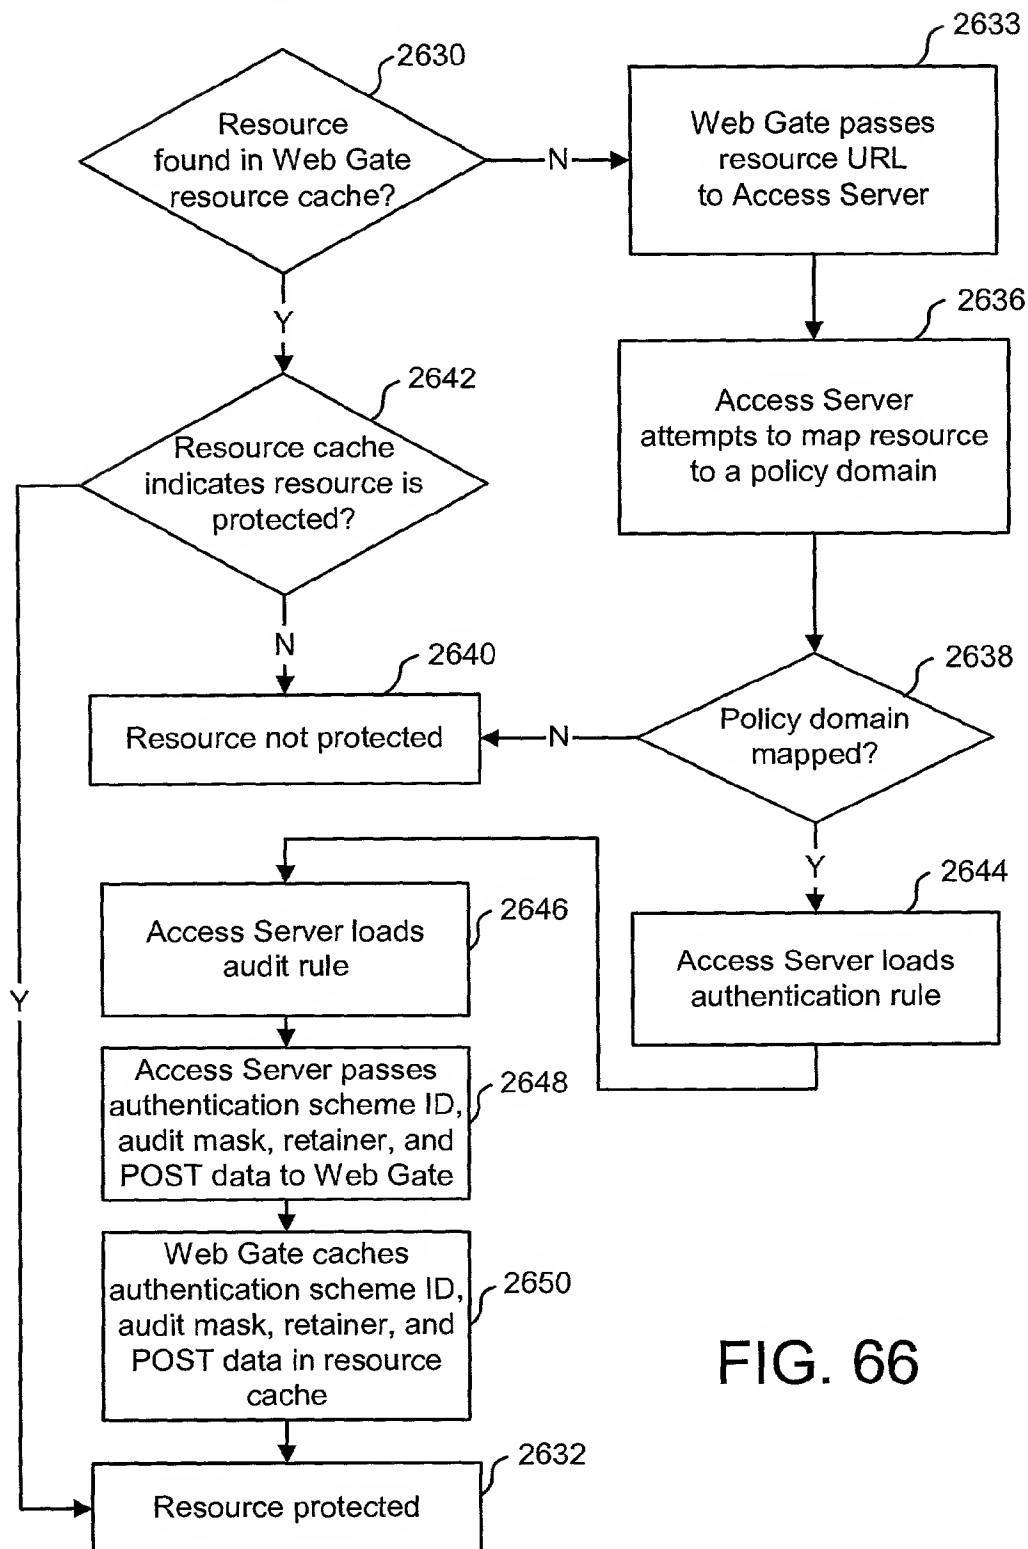 2630
Resource
found in Web Gate
resource cache?
N
2633
Web Gate passes
resource URL
to Access Server
Y
2636
Access Server
attempts to map resource
to a policy domain
2642
Resource cache
indicates resource is
protected?
N
2640
Resource not protected
2638
Policy domain
mapped?
N
Y
2644
Access Server loads
authentication rule
2646
Access Server loads
audit rule
Y
2648
Access Server passes
authentication scheme ID,
audit mask, retainer, and
POST data to Web Gate
2650
Web Gate caches
authentication scheme ID,
audit mask, retainer, and
POST data in resource
cache
2632
Resource protected
FIG. 66